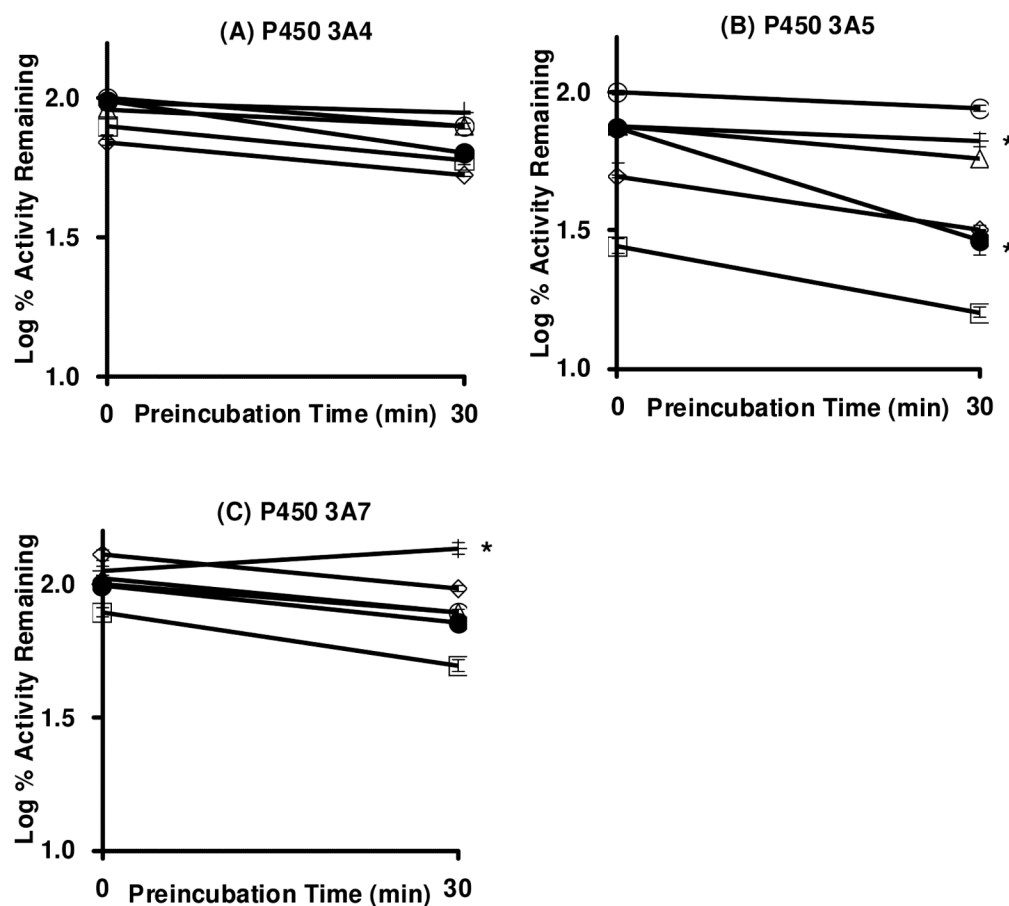 (A) P450 3A4
Log % Activity Remaining
2.0
1.5
1.0
0 Preincubation Time (min) 30
(B) P450 3A5
Log % Activity Remaining
2.0
1.5
1.0
*
*
0 Preincubation Time (min) 30
(C) P450 3A7
Log % Activity Remaining
2.0
1.5
1.0
*
0 Preincubation Time (min) 30